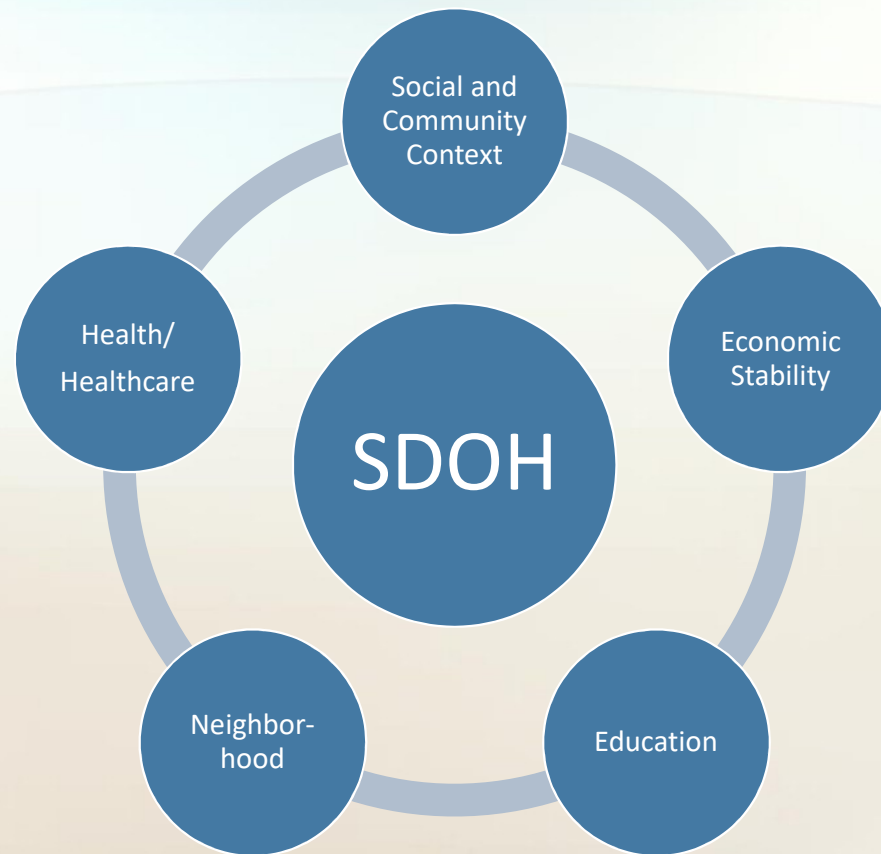 Social and
Community
Context
Health/
Healthcare
Economic
Stability
SDOH
Neighbor-
hood
Education